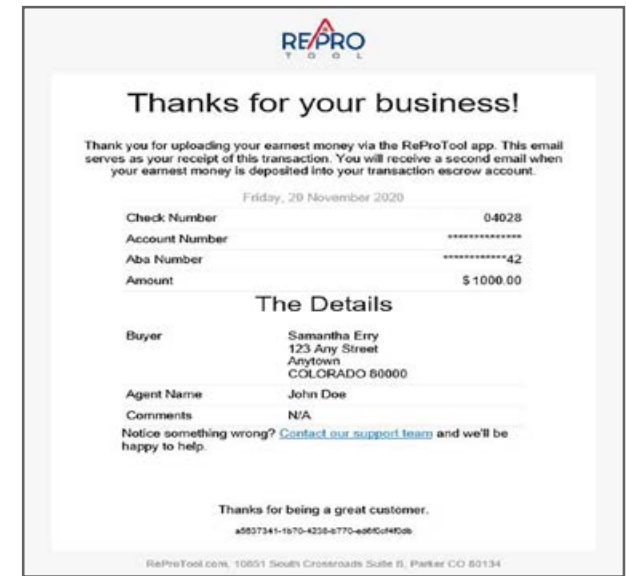 REPRO
TOOL
Thanks for your business!
Thank you for uploading your earnest money via the ReProTool app. This email
serves as your receipt of this transaction. You will receive a second email when
your earnest money is deposited into your transaction escrow account.
Friday, 20 November 2020
Check Number 04028
Account Number **************
Aba Number ************42
Amount $ 1000.00
The Details
Buyer Samantha Erry
123 Any Street
Anytown
COLORADO 80000
Agent Name John Doe
Comments N/A
Notice something wrong? Contact our support team and we'll be
happy to help.
Thanks for being a great customer.
ReProTool.com, 10851 South Crossroads Suite B, Parker CO 80134